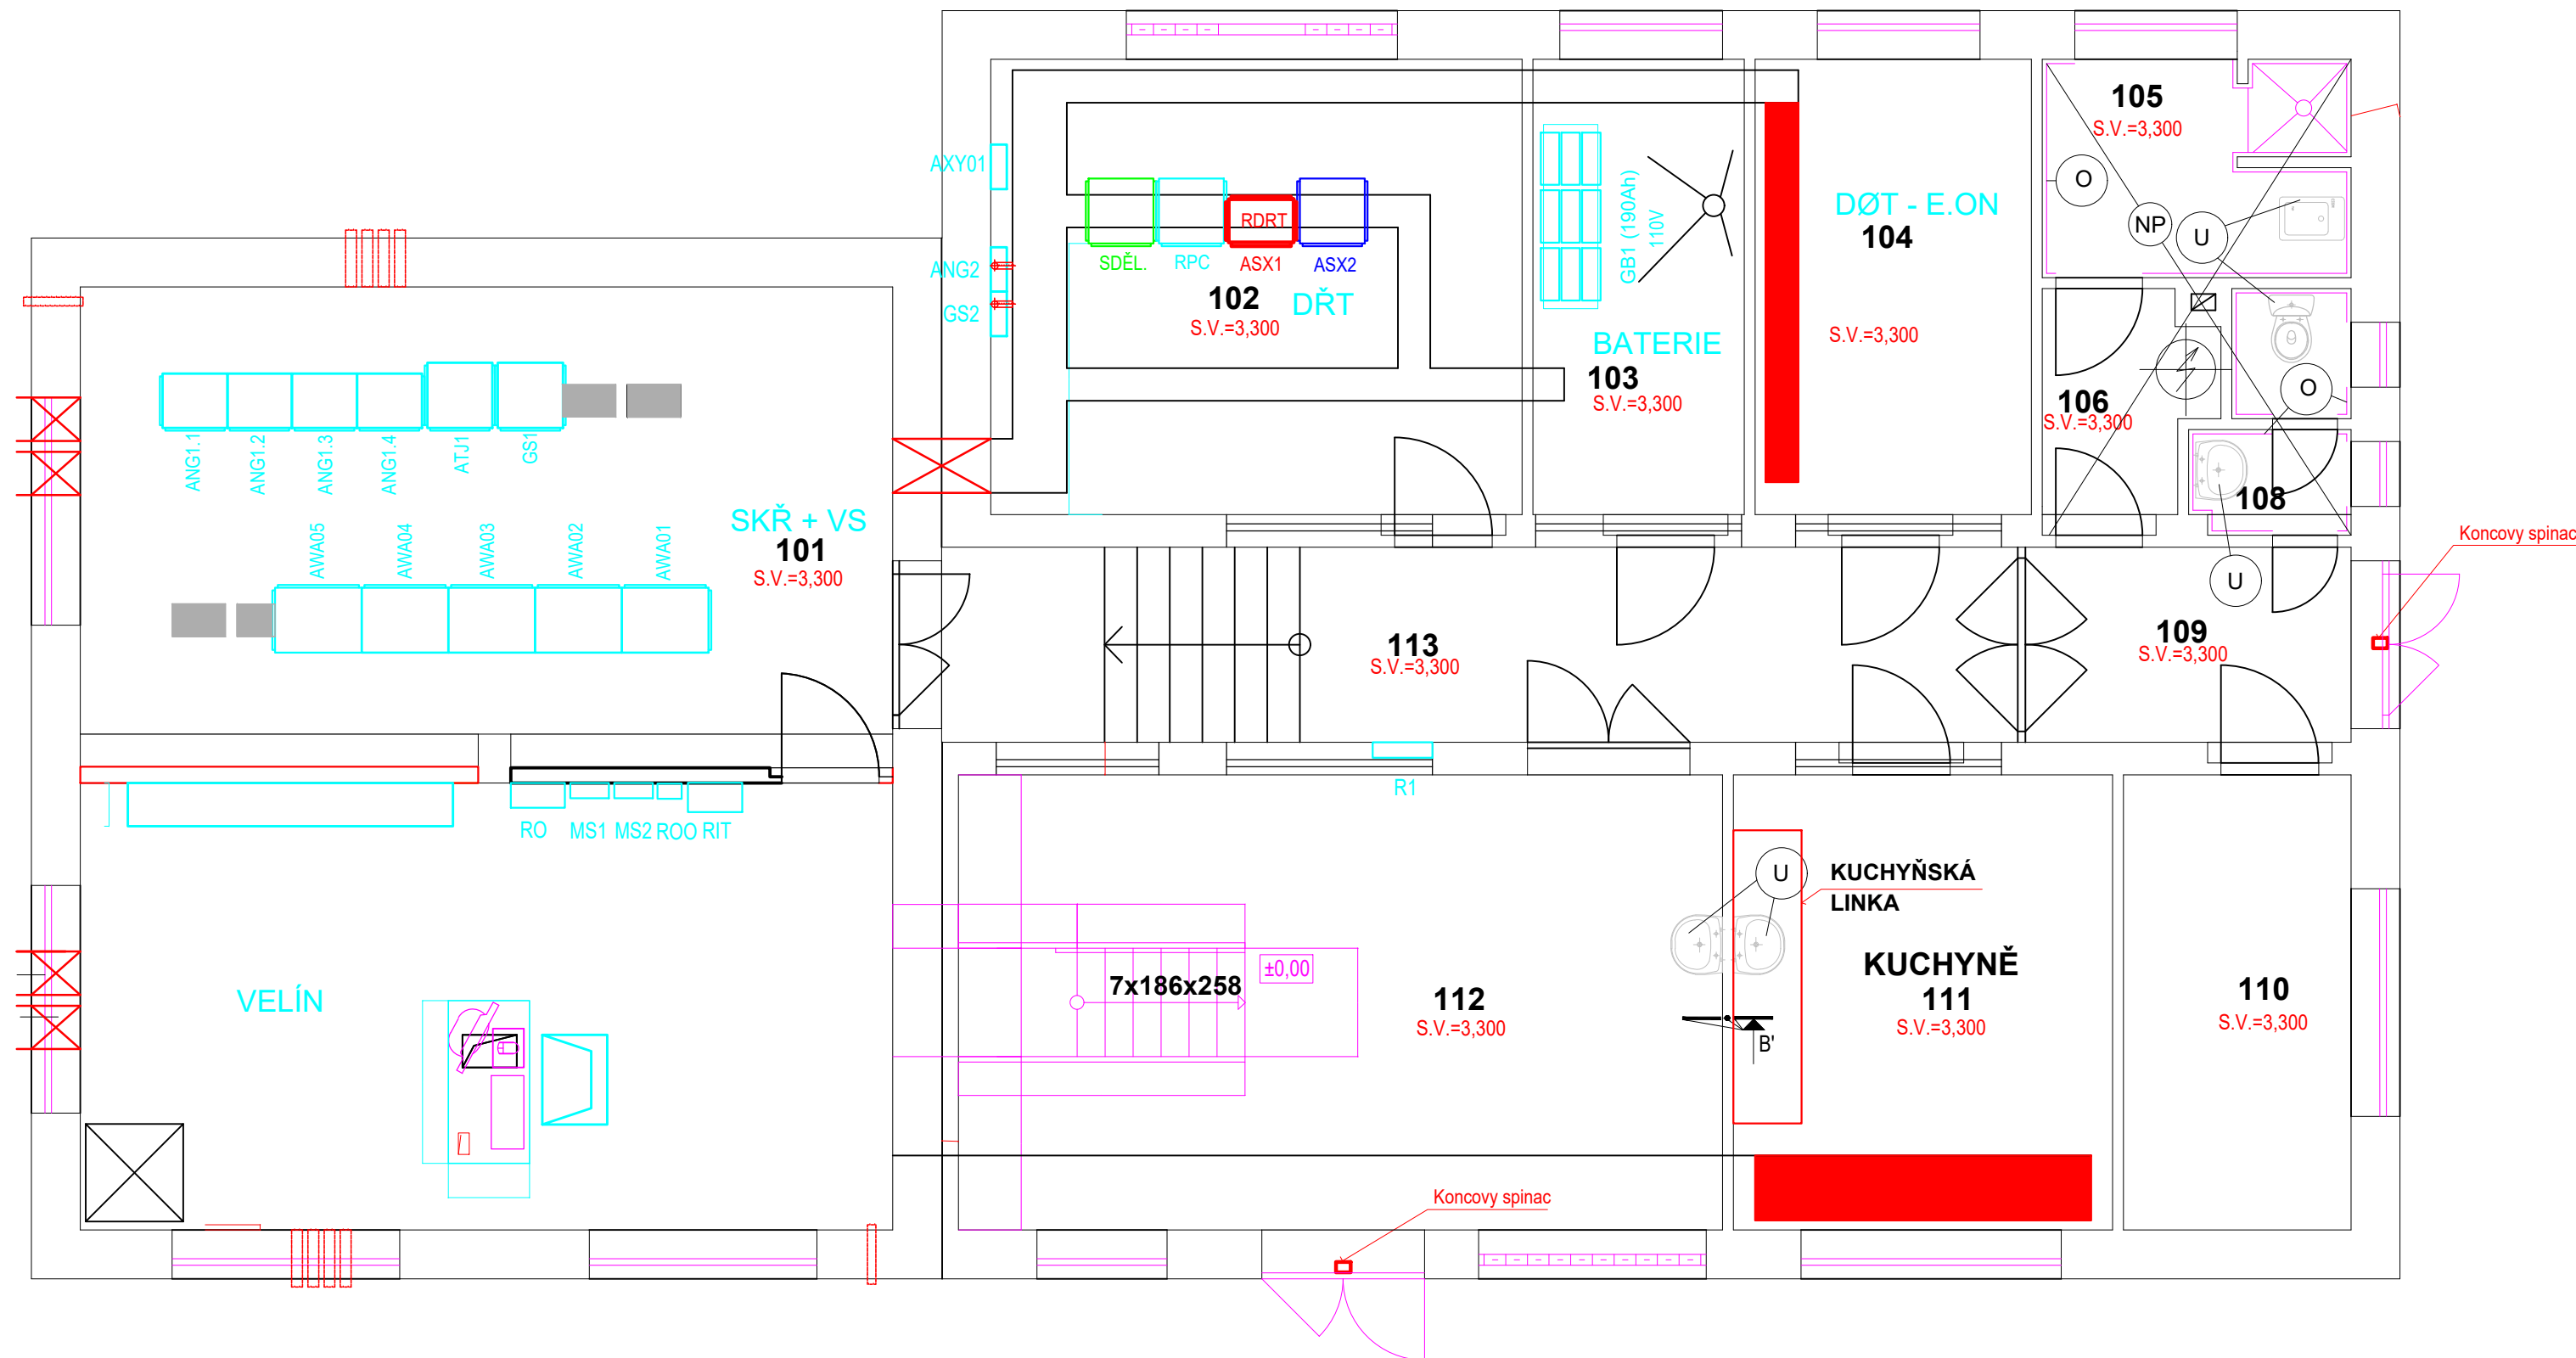 105
S.V.=3,300
AXY01
O
DØT - E.ON
104
NP
U
RDRT
GB1 (190Ah)
110V
ANG2
SDĚL.
RPC
ASX1
ASX2
102
DŘT
S.V.=3,300
GS2
S.V.=3,300
BATERIE
103
S.V.=3,300
O
106
S.V.=3,300
ANG1.1
ANG1.2
ANG1.3
ANG1.4
ATJ1
GS1
108
SKŘ + VS
101
S.V.=3,300
AWA05
AWA04
AWA03
AWA02
AWA01
Koncovy spinac
U
113
S.V.=3,300
109
S.V.=3,300
R1
RO
MS1
MS2
ROO
RIT
U
KUCHYŇSKÁ
LINKA
VELÍN
7x186x258
±0,00
112
S.V.=3,300
KUCHYNĚ
111
S.V.=3,300
110
S.V.=3,300
B'
Koncovy spinac